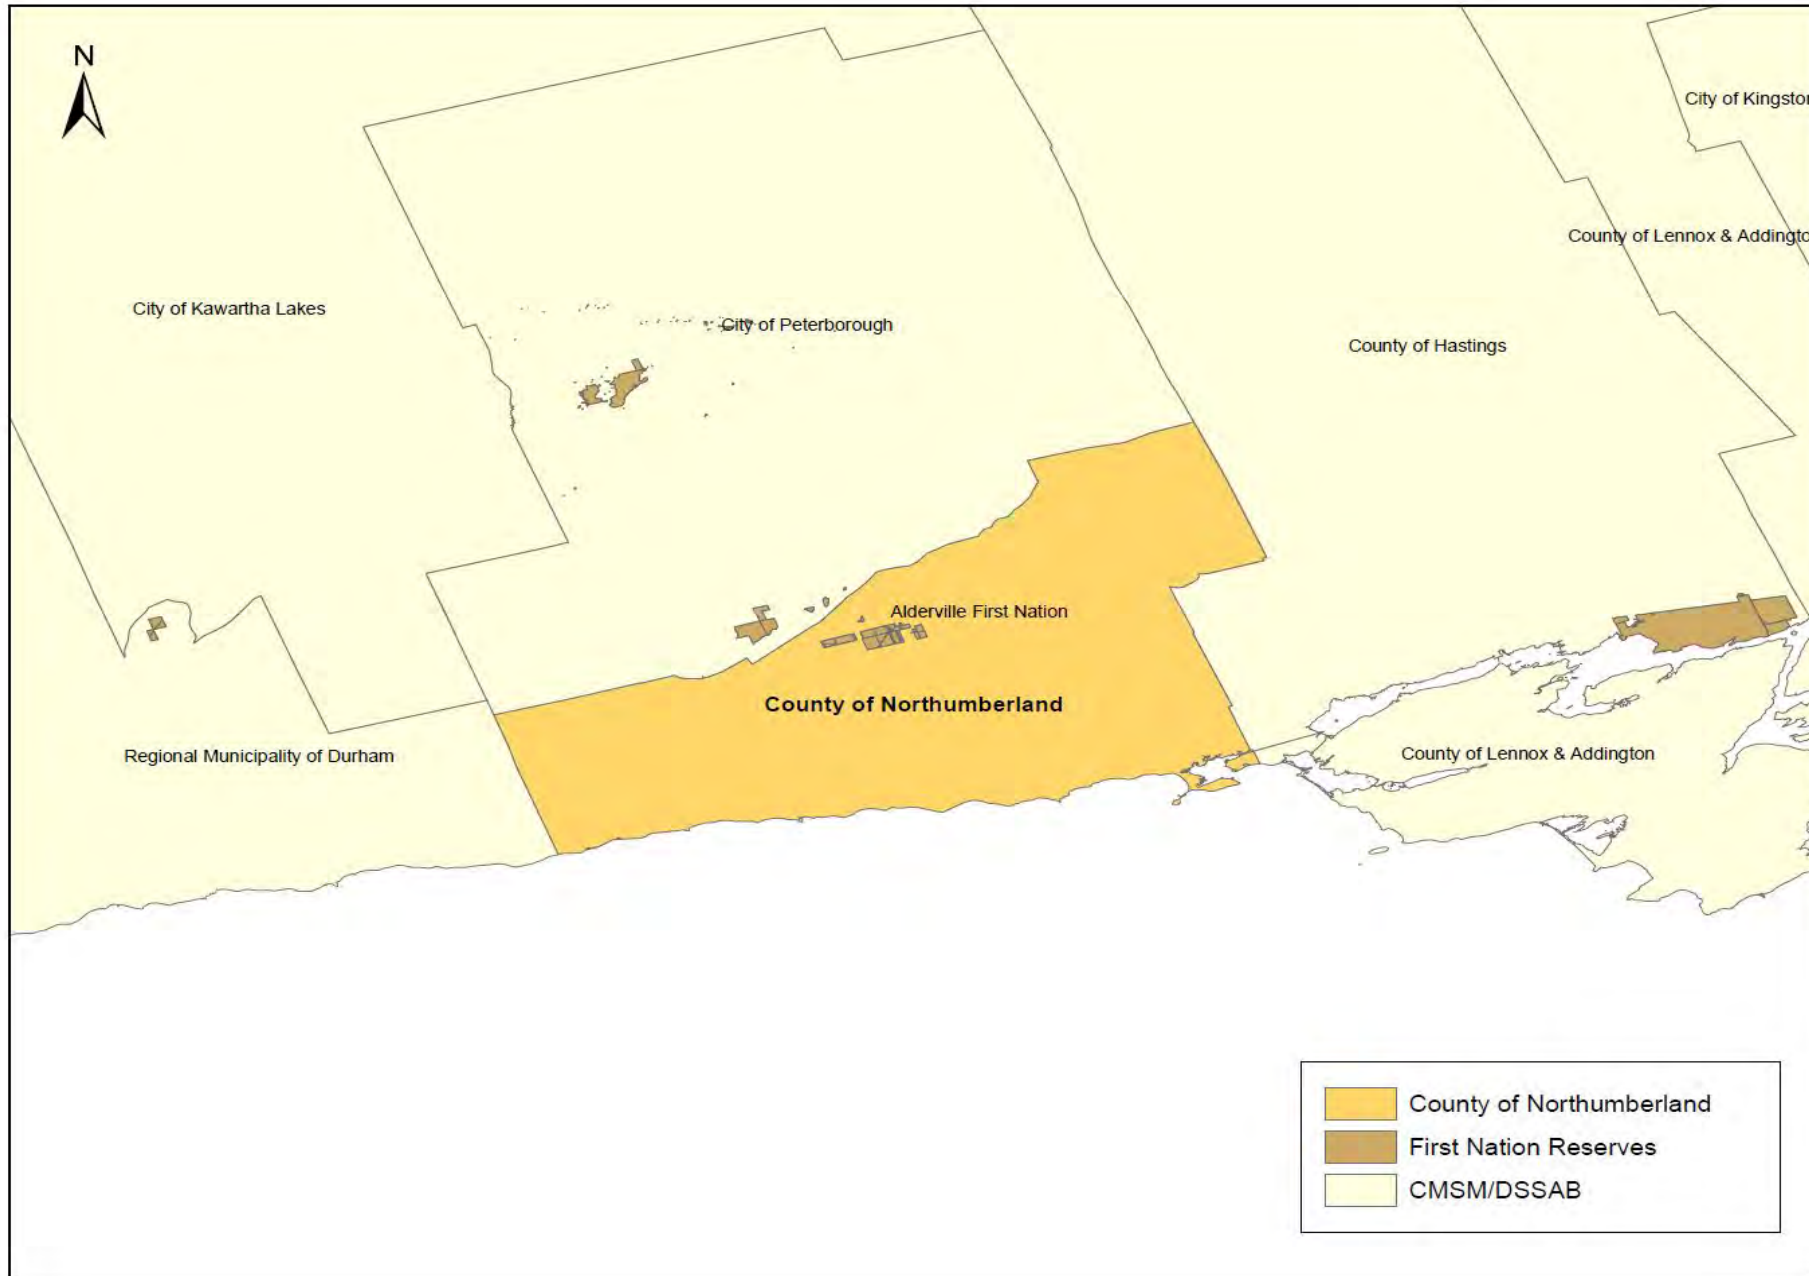 N
City of Kingston
County of Lennox & Addingto
City of Kawartha Lakes
City of Peterborough
County of Hastings
Alderville First Nation
County of Northumberland
Regional Municipality of Durham
County of Lennox & Addington
County of Northumberland
First Nation Reserves
CMSM/DSSAB